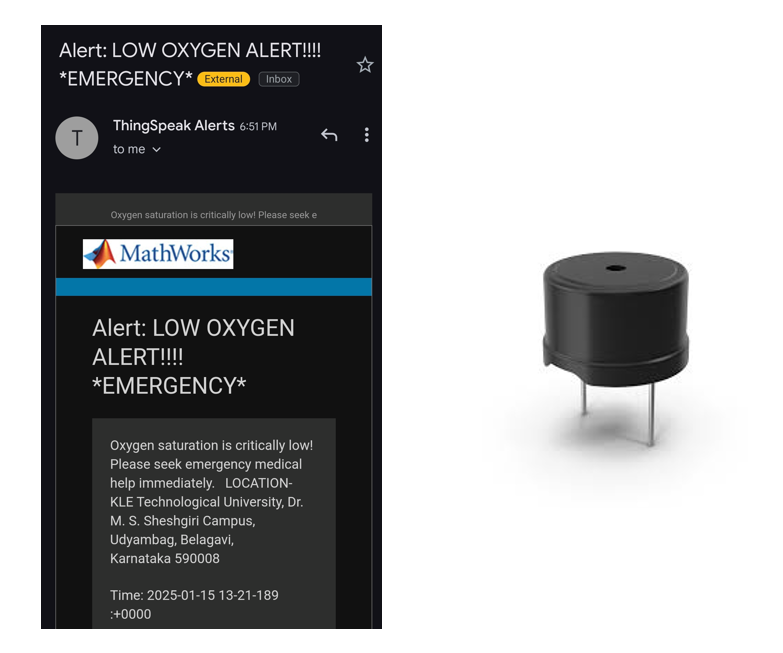 Alert: LOW OXYGEN ALERT!!!!
*EMERGENCY* External Inbox
T
ThingSpeak Alerts 6:51 PM
to me
Oxygen saturation is critically low! Please seek e
MathWorks
Alert: LOW OXYGEN
ALERT!!!!
*EMERGENCY*
Oxygen saturation is critically low!
Please seek emergency medical
help immediately. LOCATION-
KLE Technological University, Dr.
M. S. Sheshgiri Campus,
Udyambag, Belagavi,
Karnataka 590008
Time: 2025-01-15 13-21-189
:+0000